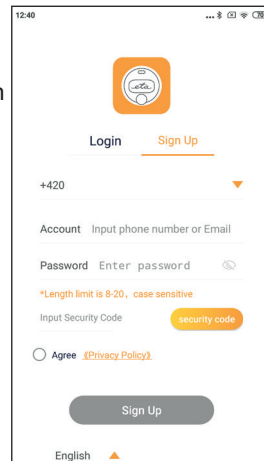 12:40
eta
Login Sign Up
+420
Account Input phone number or Email
Password Enter password
*Length limit is 8-20, case sensitive
Input Security Code security code
Agree 《Privacy Policy》
Sign Up
English